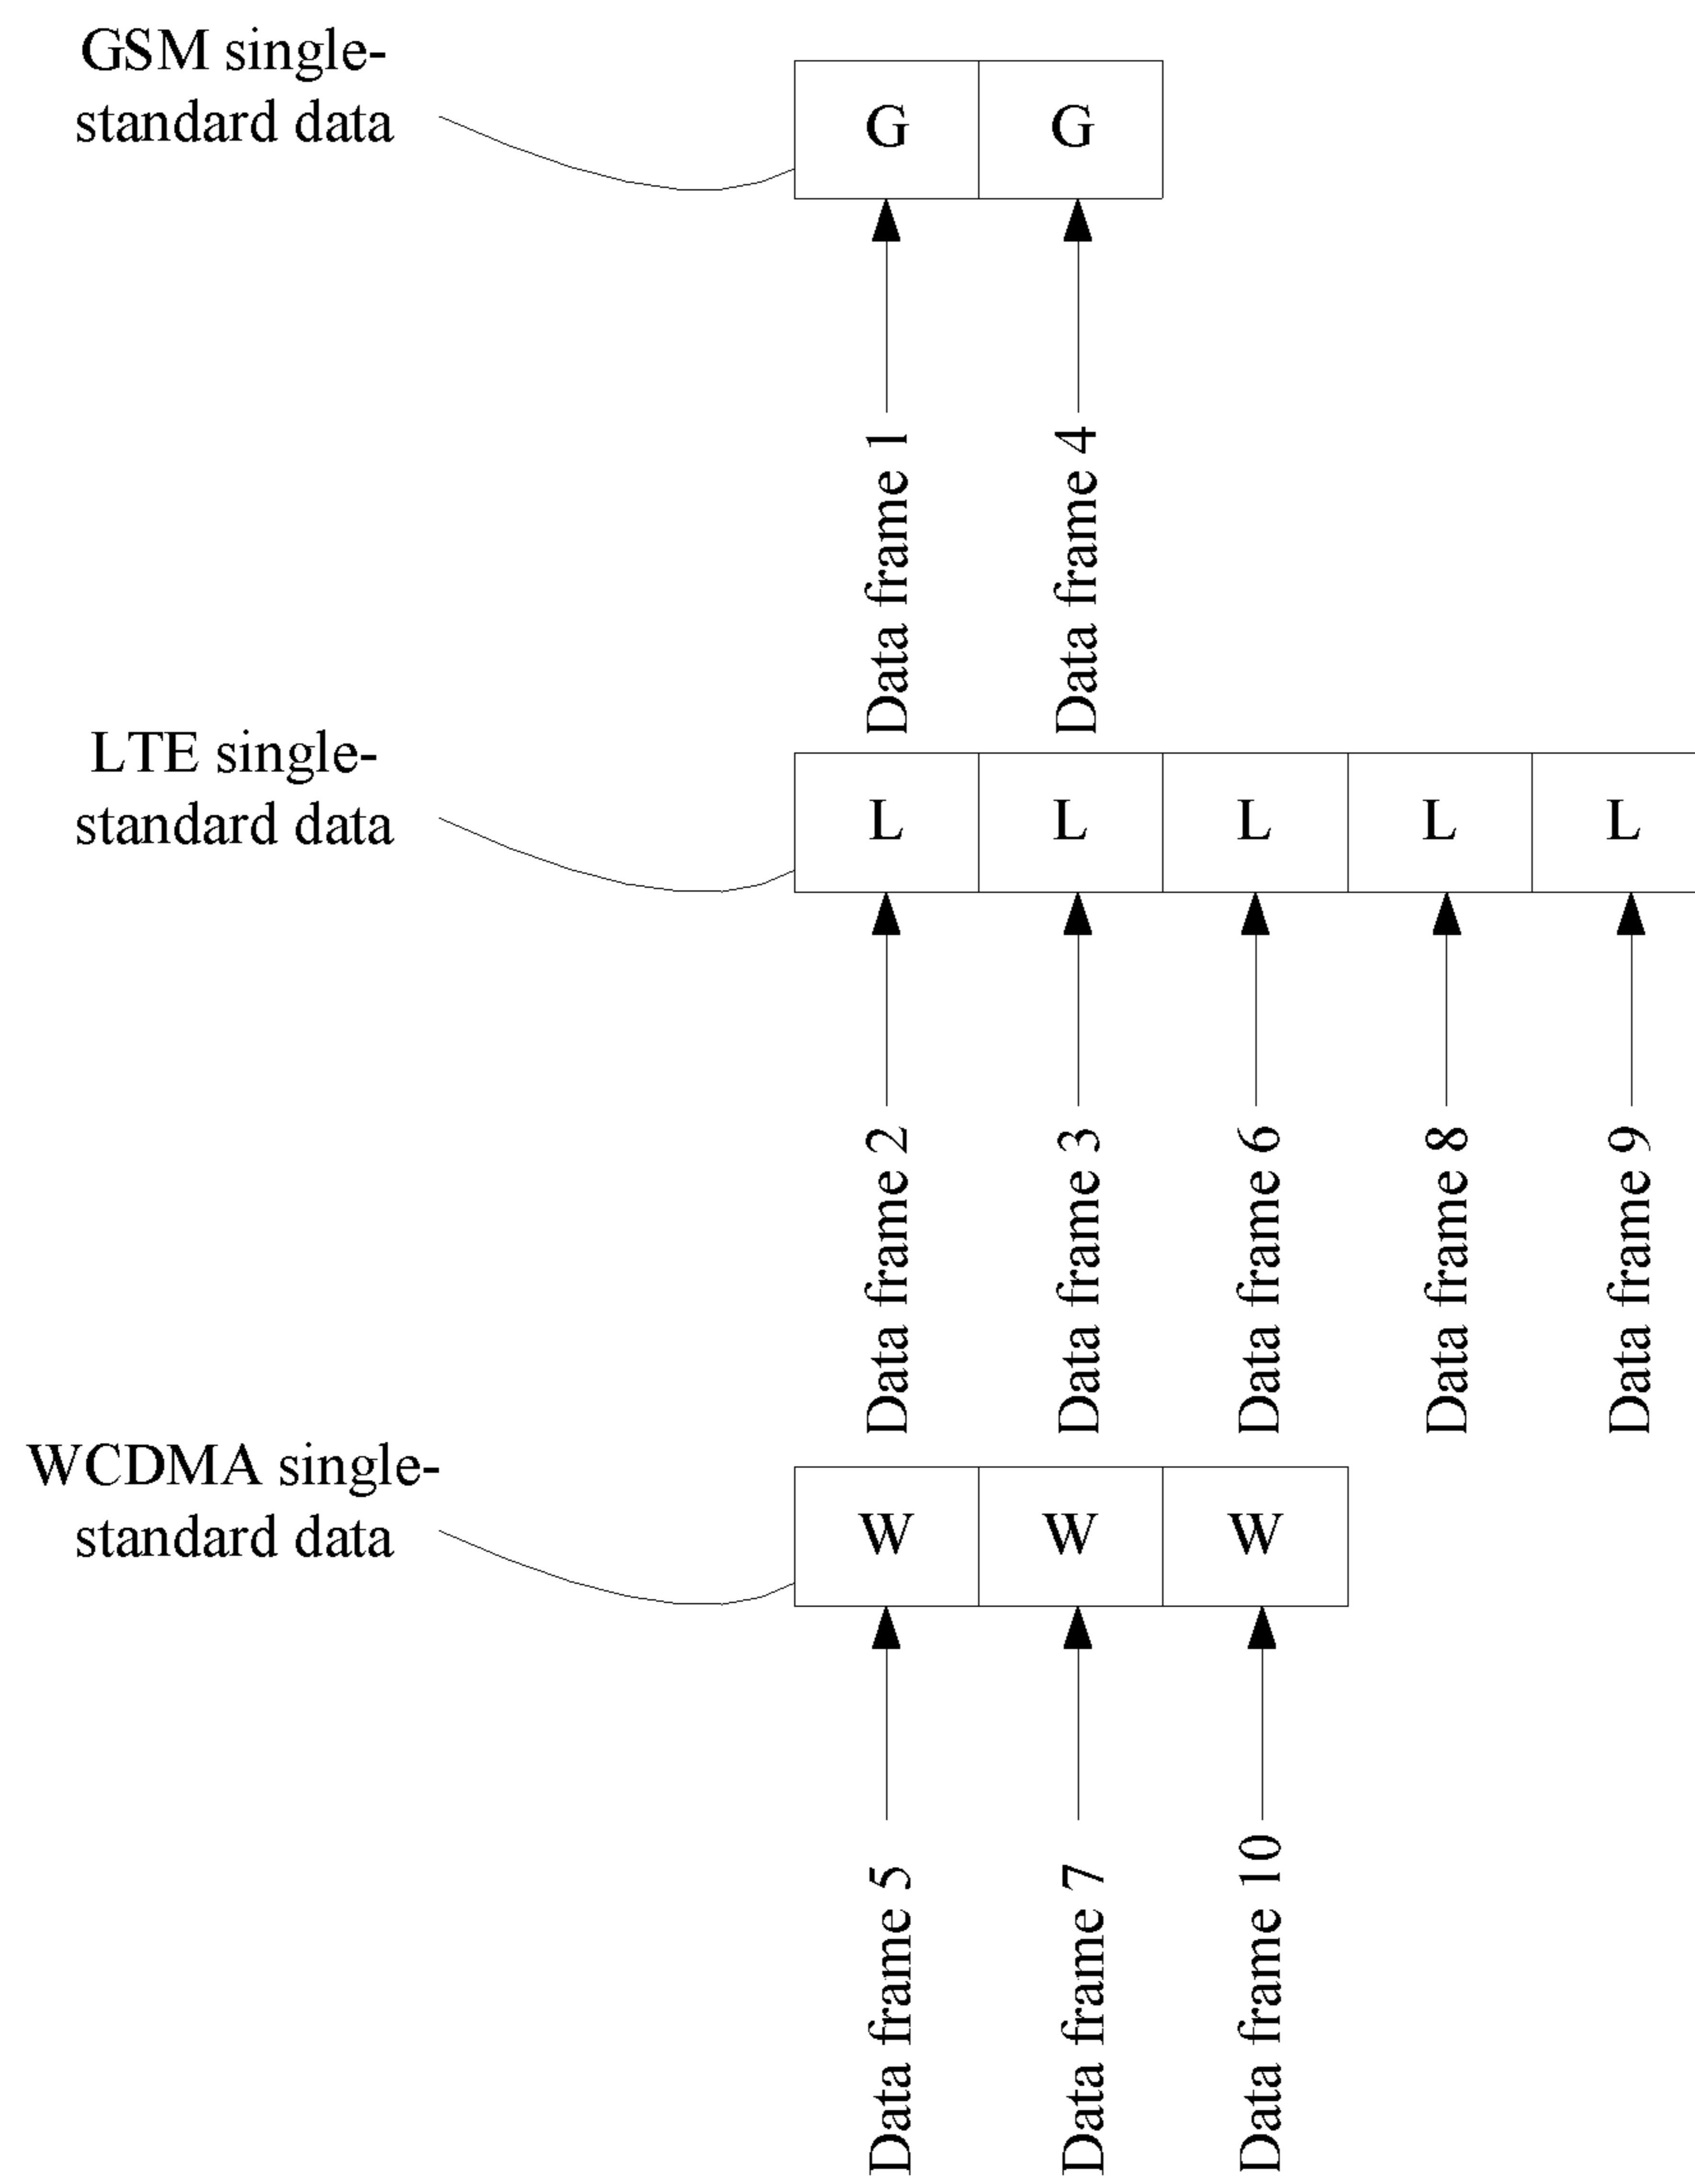 GSM single-
standard data
G G
Data frame 1
Data frame 4
LTE single-
standard data
L L L L L
Data frame 2
Data frame 3
Data frame 6
Data frame 8
Data frame 9
WCDMA single-
standard data
W W W
Data frame 5
Data frame 7
Data frame 10